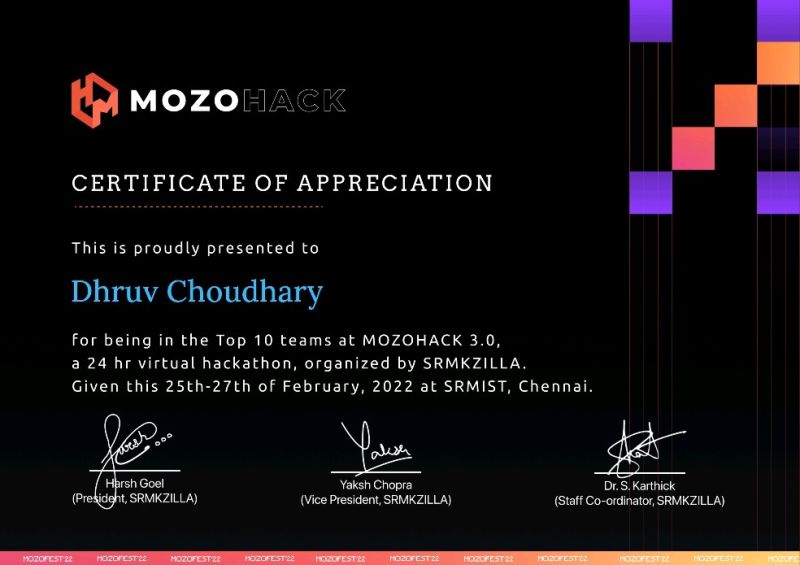 MOZOHACK
CERTIFICATE OF APPRECIATION
This is proudly presented to
Dhruv Choudhary
for being in the Top 10 teams at MOZOHACK 3.0,
a 24 hr virtual hackathon, organized by SRMKZILLA.
Given this 25th-27th of February, 2022 at SRMIST, Chennai.
Harsh Goel
(President, SRMKZILLA)
Yaksh Chopra
(Vice President, SRMKZILLA)
Dr. S. Karthick
(Staff Co-ordinator, SRMKZILLA)
MOZOFEST'22 MOZOFEST'22 MOZOFEST'22 MOZOFEST'22 MOZOFEST'22 MOZOFEST'22 MOZOFEST'22 MOZOFEST'22 MOZOFEST'22 MOZOFEST'22